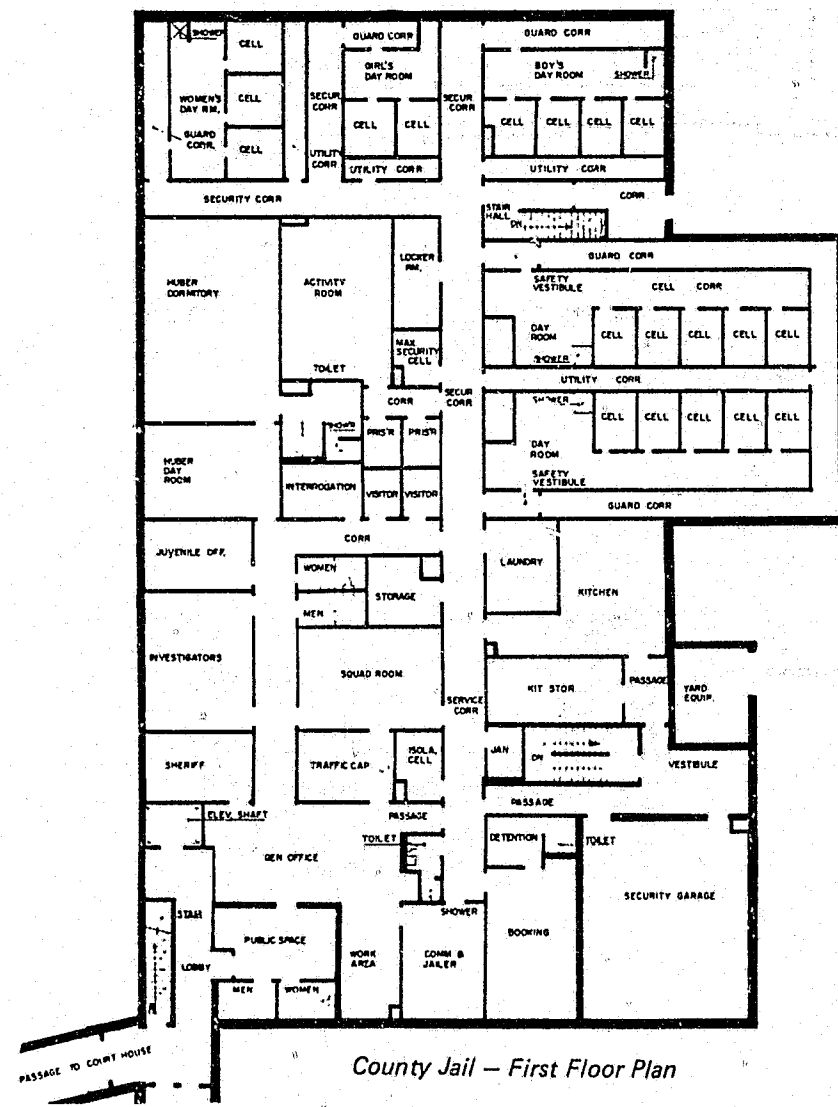 SHOWER
CELL
GUARD CORR
GUARD CORR
GIRL'S
DAY ROOM
BOY'S
DAY ROOM
SHOWER
WOMEN'S
DAY RM.
CELL
SECUR
CORR
SECUR
CORR
GUARD
CORR.
CELL
CELL
CELL
CELL
CELL
CELL
CELL
UTILITY
CORR
UTILITY CORR
UTILITY CORR
SECURITY CORR
CORR
STAIR
HALL
DN
GUARD CORR
LOCKER
RM.
HUBER
DORMITORY
ACTIVITY
ROOM
SAFETY
VESTIBULE
CELL CORR
DAY
ROOM
CELL
CELL
CELL
CELL
CELL
MAX
SECURITY
CELL
SHOWER
TOILET
UTILITY CORR
CORR
SECUR
CORR
SHOWER
CELL
CELL
CELL
CELL
CELL
SHOWER
PRIS'R
PRIS'R
DAY
ROOM
HUBER
DAY
ROOM
SAFETY
VESTIBULE
INTERROGATION
VISITOR
VISITOR
GUARD CORR
CORR
JUVENILE OFF.
WOMEN
LAUNDRY
STORAGE
KITCHEN
MEN
INVESTIGATORS
SQUAD ROOM
PASSAGE
KIT STOR
YARD
EQUIP.
SERVICE
CORR
SHERIFF
TRAFFIC CAP
ISOLA.
CELL
JAN
DN
VESTIBULE
PASSAGE
ELEV. SHAFT
PASSAGE
TOILET
DETENTION
TOILET
GEN OFFICE
SECURITY GARAGE
STAIR
SHOWER
PUBLIC SPACE
BOOKING
LOBBY
WORK
AREA
COMM &
JAILER
MEN
WOMEN
PASSAGE TO COURT HOUSE
County Jail — First Floor Plan